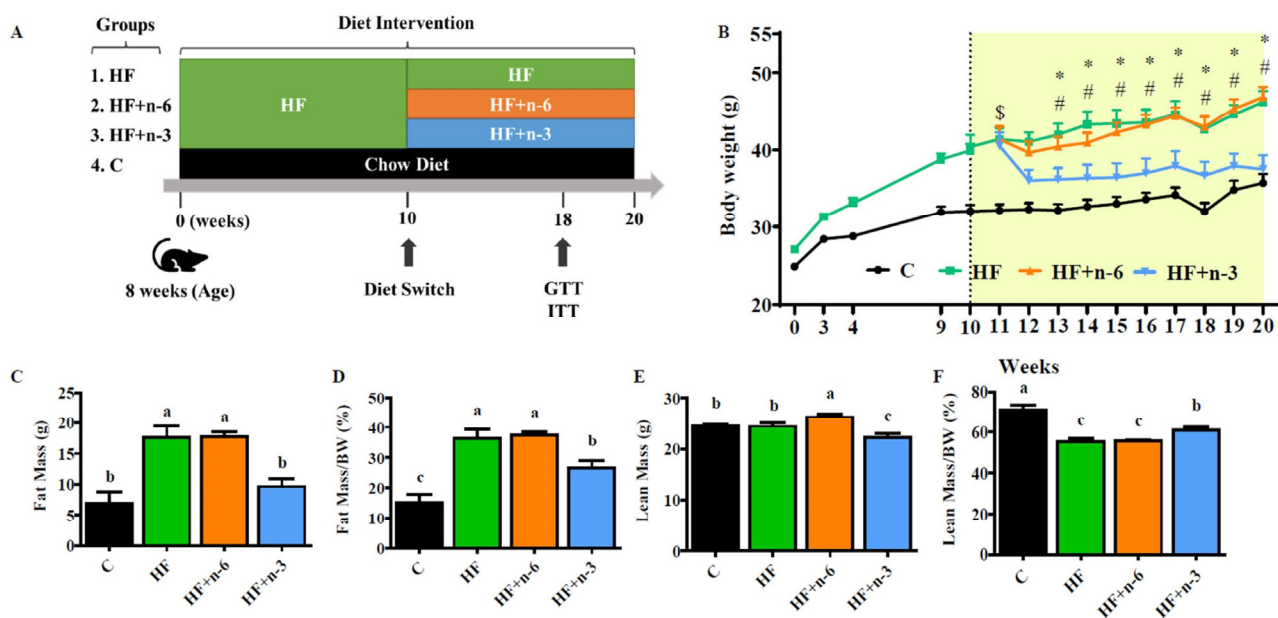 A
Groups
Diet Intervention
1. HF
2. HF+n-6
3. HF+n-3
4. C
HF
HF
HF+n-6
HF+n-3
Chow Diet
0 (weeks)
10
18
20
8 weeks (Age)
Diet Switch
GTT
ITT
B
Body weight (g)
55
50
40
30
20
$
* * * * * * * *
# # # # # # # #
C HF HF+n-6 HF+n-3
0 3 4 9 10 11 12 13 14 15 16 17 18 19 20
Weeks
C
Fat Mass (g)
25
20
15
10
5
0
b a a b
C HF HF+n-6 HF+n-3
D
Fat Mass/BW (%)
50
40
30
20
10
0
c a a b
C HF HF+n-6 HF+n-3
E
Lean Mass (g)
30
20
10
0
b b a c
C HF HF+n-6 HF+n-3
F
Lean Mass/BW (%)
80
60
40
20
0
a c c b
C HF HF+n-6 HF+n-3